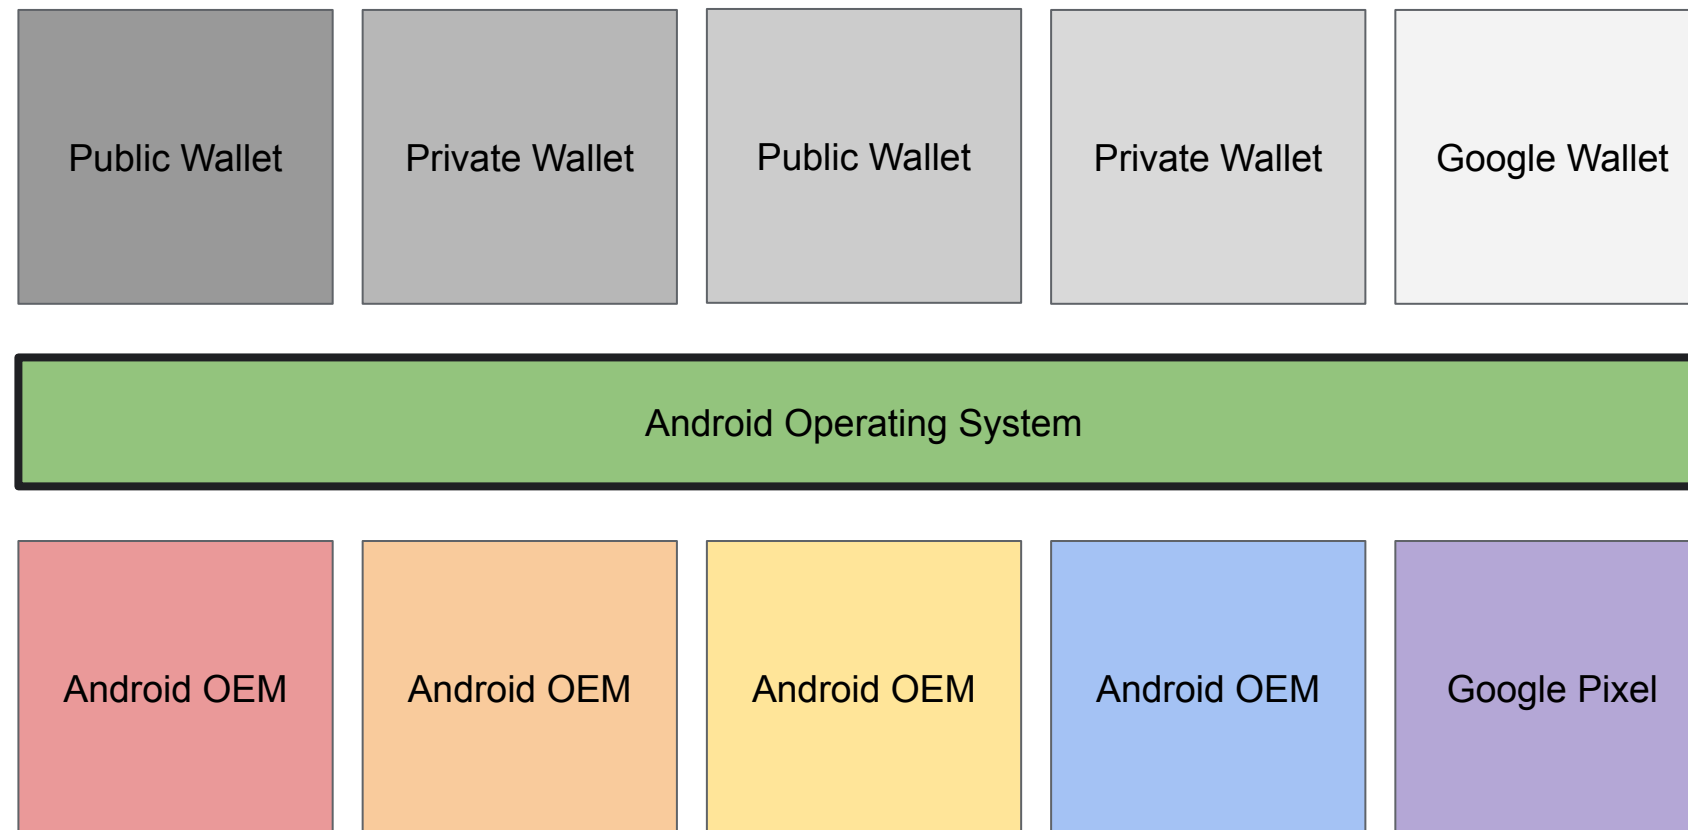 Public Wallet
Private Wallet
Public Wallet
Private Wallet
Google Wallet
Android Operating System
Android OEM
Android OEM
Android OEM
Android OEM
Google Pixel